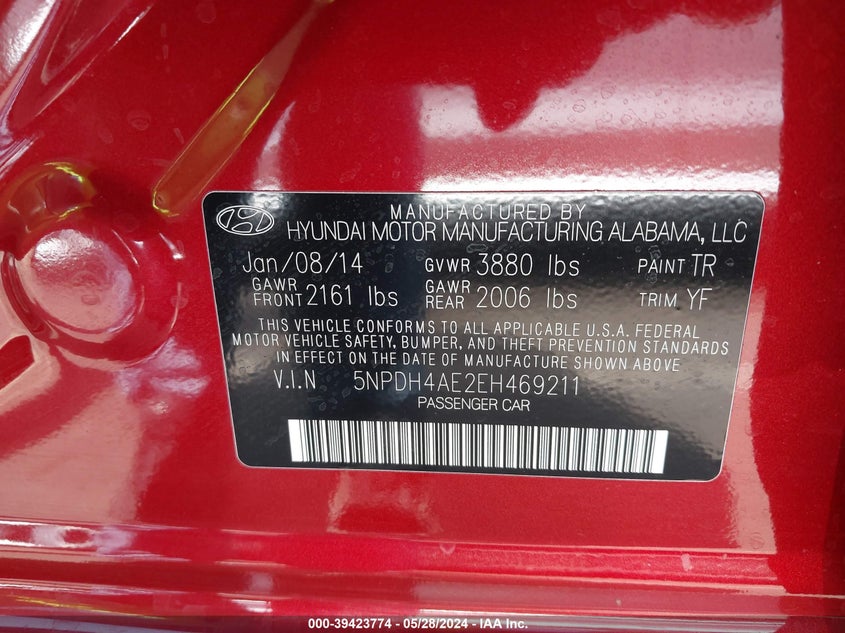 MANUFACTURED BY
HYUNDAI MOTOR MANUFACTURING ALABAMA, LLC
Jan/08/14 GVWR 3880 lbs PAINT TR
GAWR FRONT 2161 lbs GAWR REAR 2006 lbs TRIM YF
THIS VEHICLE CONFORMS TO ALL APPLICABLE U.S.A. FEDERAL
MOTOR VEHICLE SAFETY, BUMPER, AND THEFT PREVENTION STANDARDS
IN EFFECT ON THE DATE OF MANUFACTURE SHOWN ABOVE
V.I.N 5NPDH4AE2EH469211
PASSENGER CAR
000-39423774 - 05/28/2024 - IAA Inc.